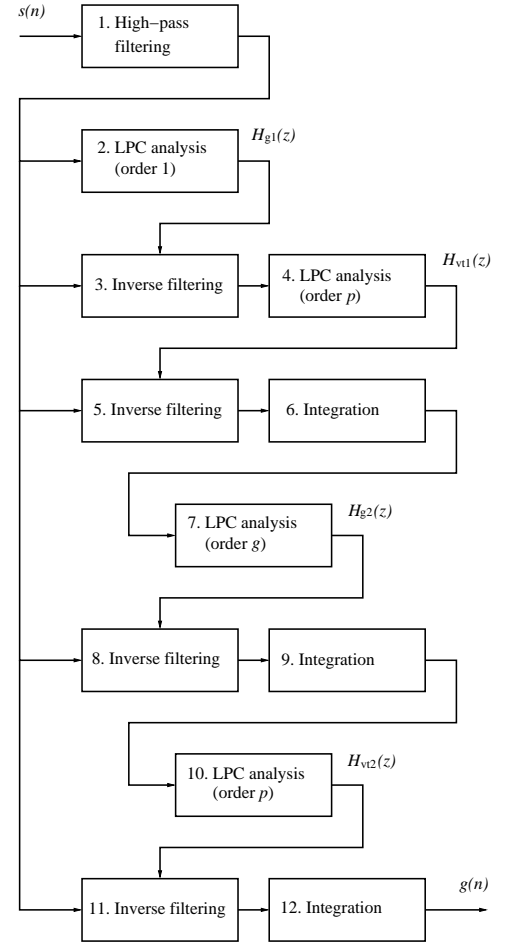 s(n)
1. High−pass
filtering
2. LPC analysis
(order 1)
Hg1(z)
3. Inverse filtering
4. LPC analysis
(order p)
Hvt1(z)
5. Inverse filtering
6. Integration
7. LPC analysis
(order g)
Hg2(z)
8. Inverse filtering
9. Integration
10. LPC analysis
(order p)
Hvt2(z)
11. Inverse filtering
12. Integration
g(n)